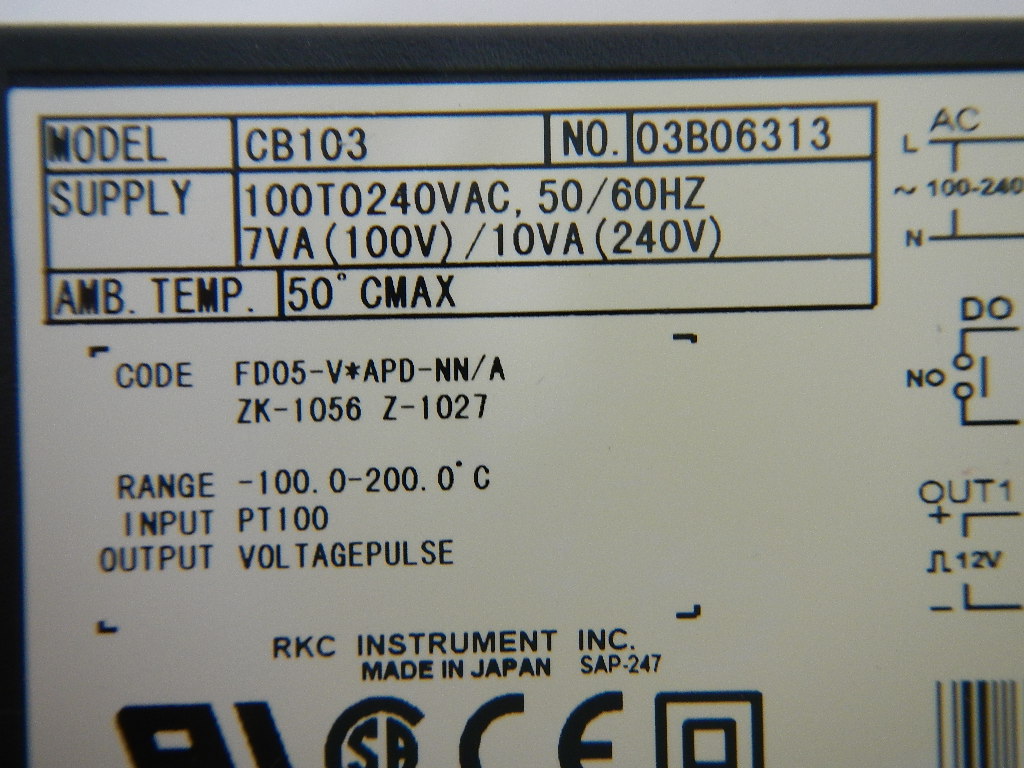 MODEL CB103 NO. 03B06313
SUPPLY 100TO240VAC, 50/60HZ
7VA(100V)/10VA(240V)
AMB. TEMP. 50°CMAX
CODE FD05-V*APD-NN/A
ZK-1056 Z-1027
RANGE -100.0-200.0°C
INPUT PT100
OUTPUT VOLTAGEPULSE
RKC INSTRUMENT INC.
MADE IN JAPAN SAP-247
AC
L
~ 100-240
N
DO
NO
OUT1
+
12V
−